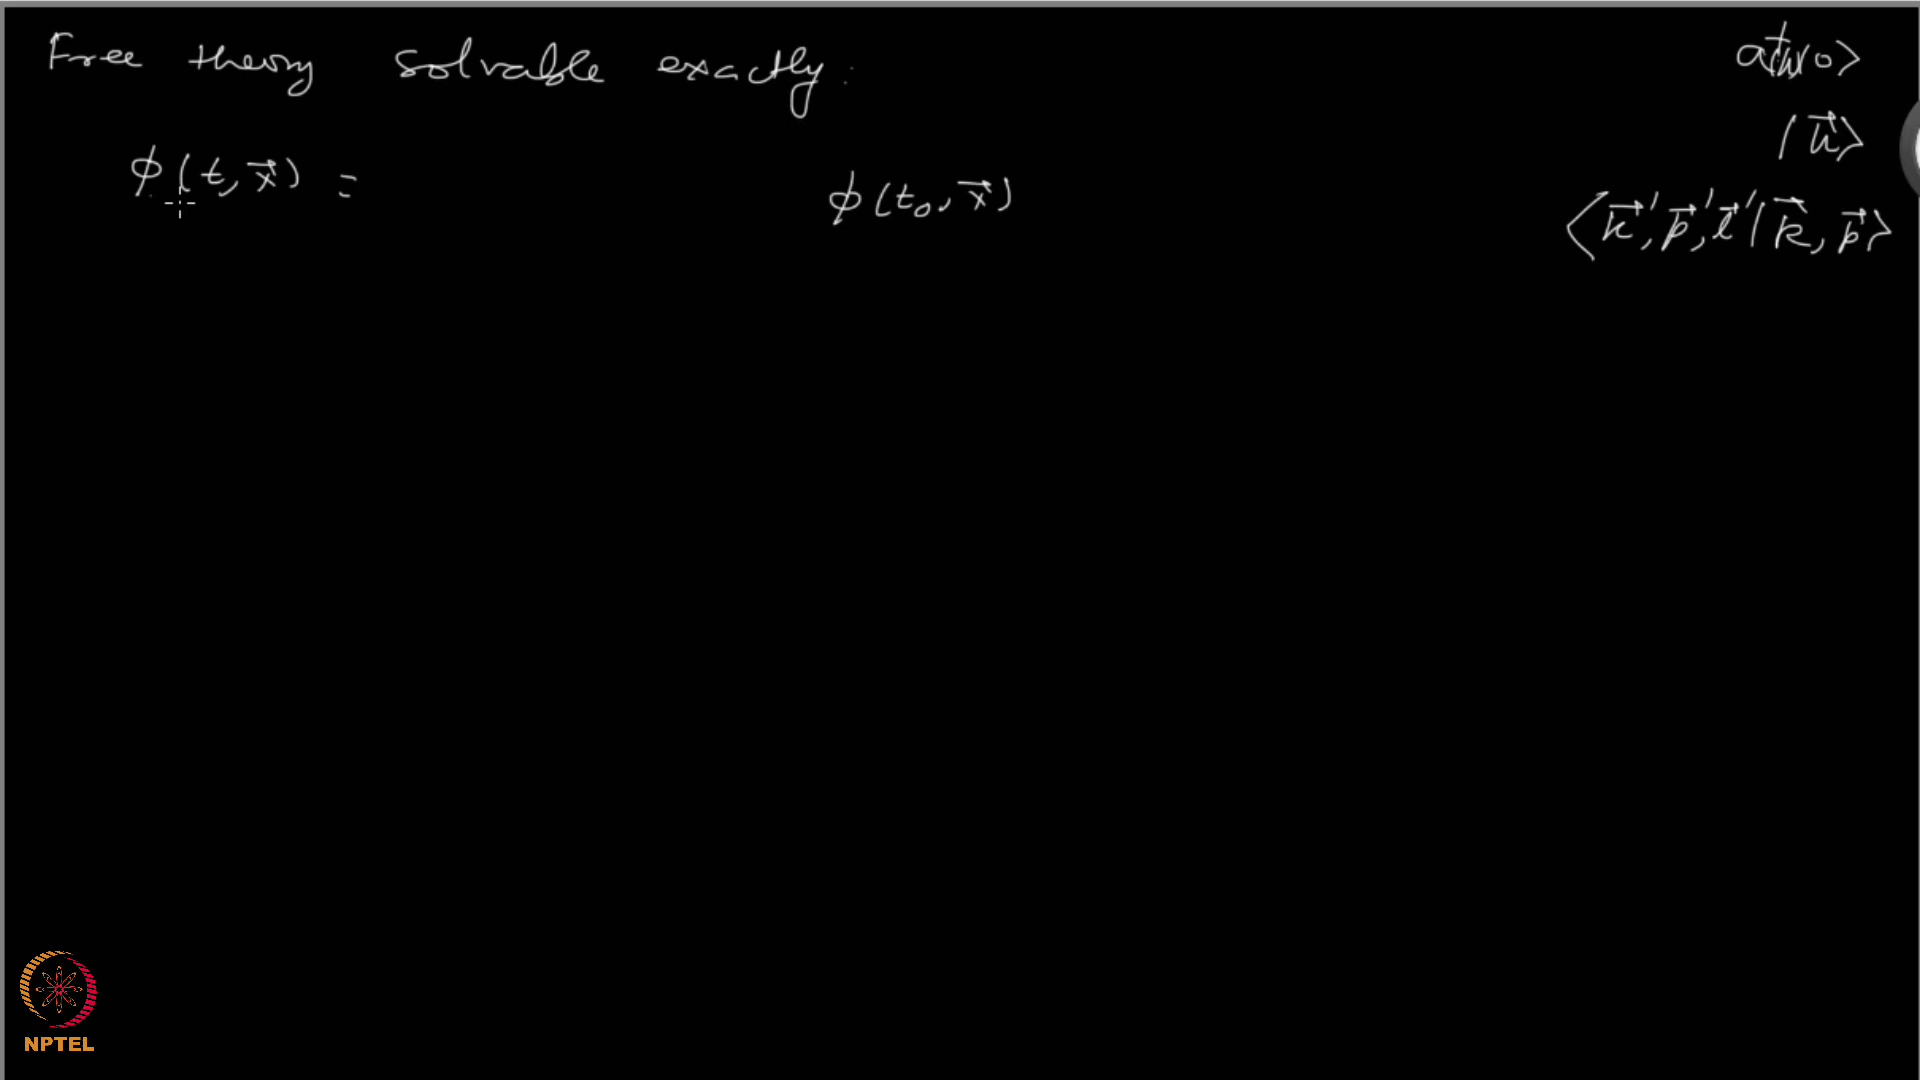 Free theory solvable exactly.
a†(k)|0>
ϕ(t, x⃗) =
|k⃗>
ϕ(t₀, x⃗)
<k⃗', p⃗', l⃗'|k⃗, p⃗>
NPTEL